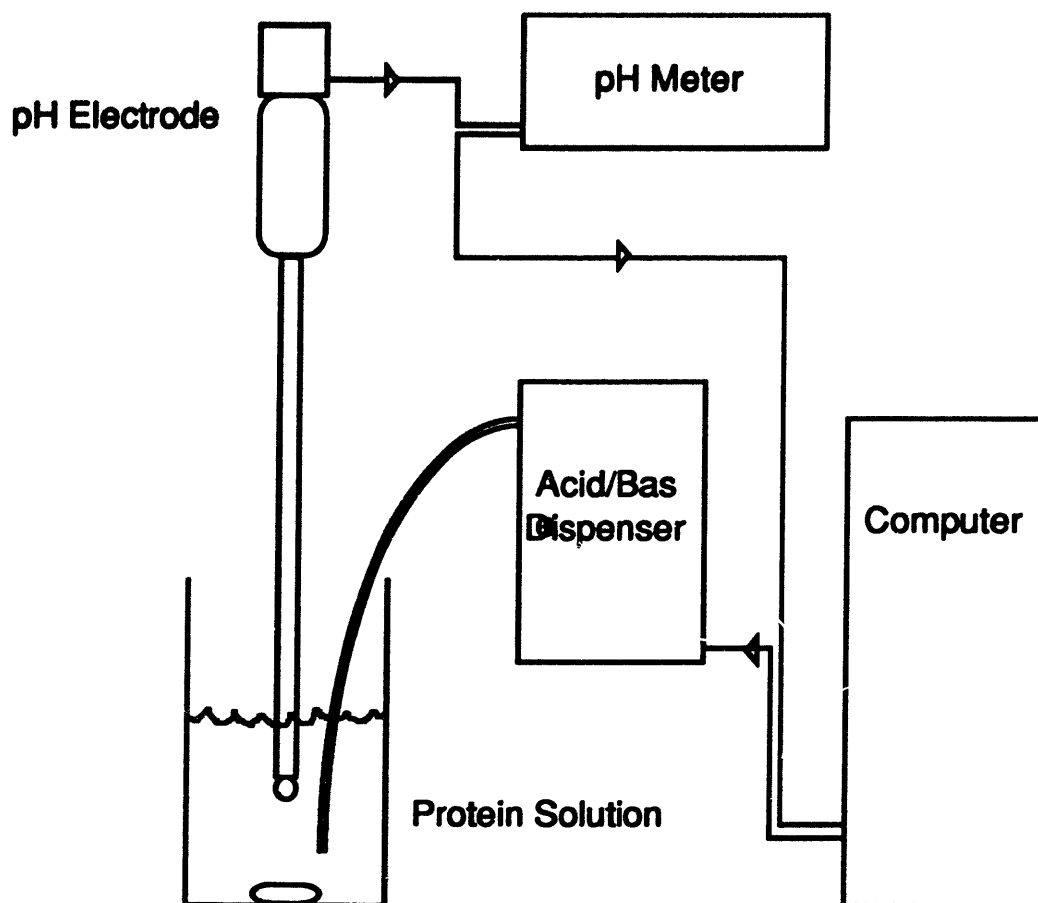 pH Meter
pH Electrode
Acid/Bas
Dispenser
Computer
Protein Solution